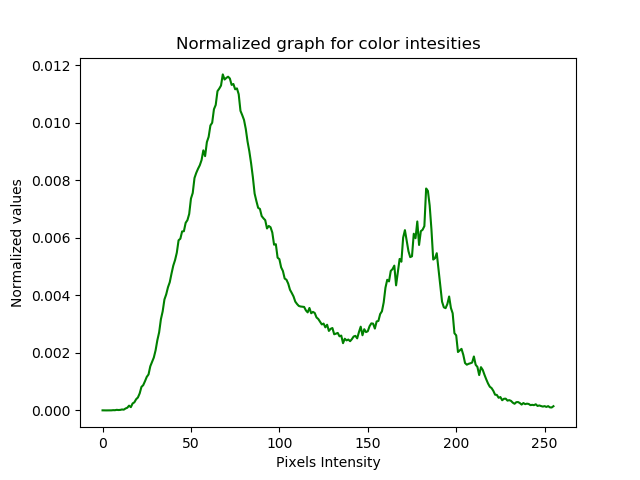 Normalized graph for color intesities
0.012
0.010
0.008
0.006
0.004
0.002
0.000
Normalized values
0 50 100 150 200 250
Pixels Intensity